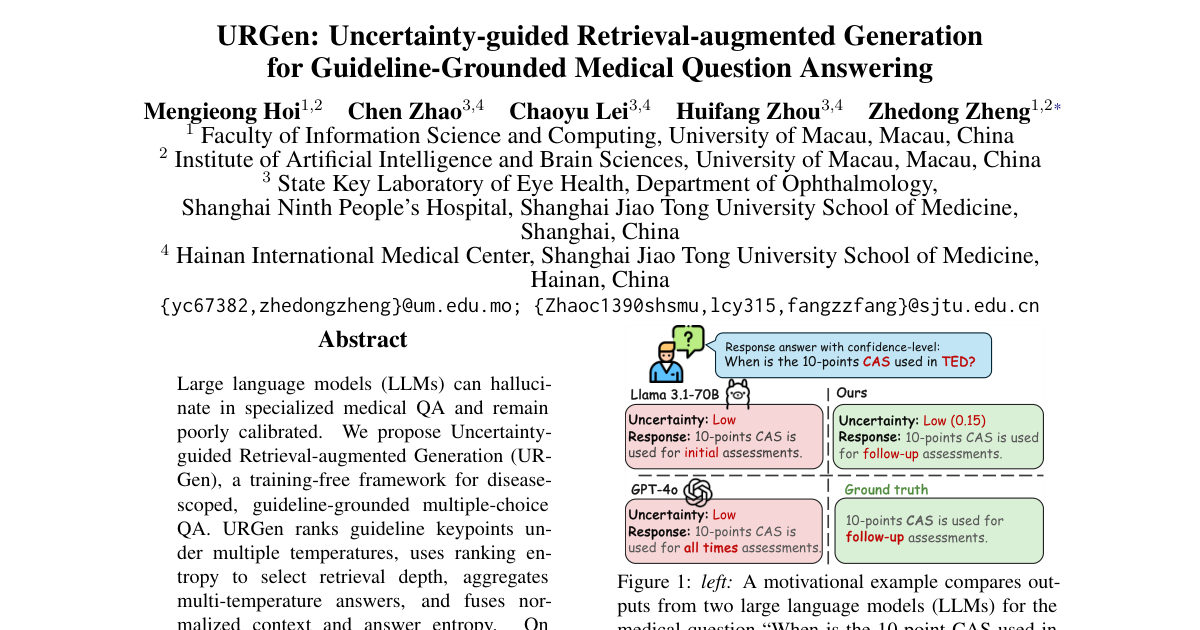 URGen: Uncertainty-guided Retrieval-augmented Generation
for Guideline-Grounded Medical Question Answering
Mengieong Hoi1,2 Chen Zhao3,4 Chaoyu Lei3,4 Huifang Zhou3,4 Zhedong Zheng1,2*
1 Faculty of Information Science and Computing, University of Macau, Macau, China
2 Institute of Artificial Intelligence and Brain Sciences, University of Macau, Macau, China
3 State Key Laboratory of Eye Health, Department of Ophthalmology,
Shanghai Ninth People's Hospital, Shanghai Jiao Tong University School of Medicine,
Shanghai, China
4 Hainan International Medical Center, Shanghai Jiao Tong University School of Medicine,
Hainan, China
{yc67382,zhedongzheng}@um.edu.mo; {Zhaoc1390shsmu,lcy315,fangzzfang}@sjtu.edu.cn
Abstract
Large language models (LLMs) can halluci-
nate in specialized medical QA and remain
poorly calibrated. We propose Uncertainty-
guided Retrieval-augmented Generation (UR-
Gen), a training-free framework for disease-
scoped, guideline-grounded multiple-choice
QA. URGen ranks guideline keypoints un-
der multiple temperatures, uses ranking en-
tropy to select retrieval depth, aggregates
multi-temperature answers, and fuses nor-
malized context and answer entropy. On
?
Response answer with confidence-level:
When is the 10-points CAS used in TED?
Llama 3.1-70B
Uncertainty: Low
Response: 10-points CAS is
used for initial assessments.
Ours
Uncertainty: Low (0.15)
Response: 10-points CAS is used
for follow-up assessments.
GPT-4o
Uncertainty: Low
Response: 10-points CAS is
used for all times assessments.
Ground truth
10-points CAS is used for
follow-up assessments.
Figure 1: left: A motivational example compares out-
puts from two large language models (LLMs) for the
medical question “When is the 10-point CAS used in